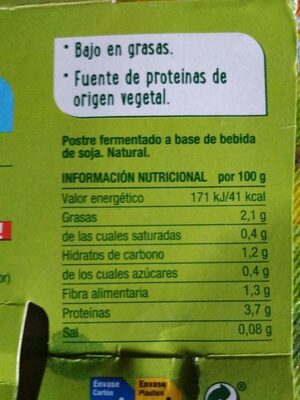 • Bajo en grasas.
• Fuente de proteínas de
origen vegetal.
Postre fermentado a base de bebida
de soja. Natural.
INFORMACIÓN NUTRICIONAL por 100 g
Valor energético 171 kJ/41 kcal
Grasas 2,1 g
de las cuales saturadas 0,4 g
Hidratos de carbono 1,2 g
de los cuales azúcares 0,4 g
Fibra alimentaria 1,3 g
Proteínas 3,7 g
Sal 0,08 g
!
or)
Envase Envase
Cartón Plástico